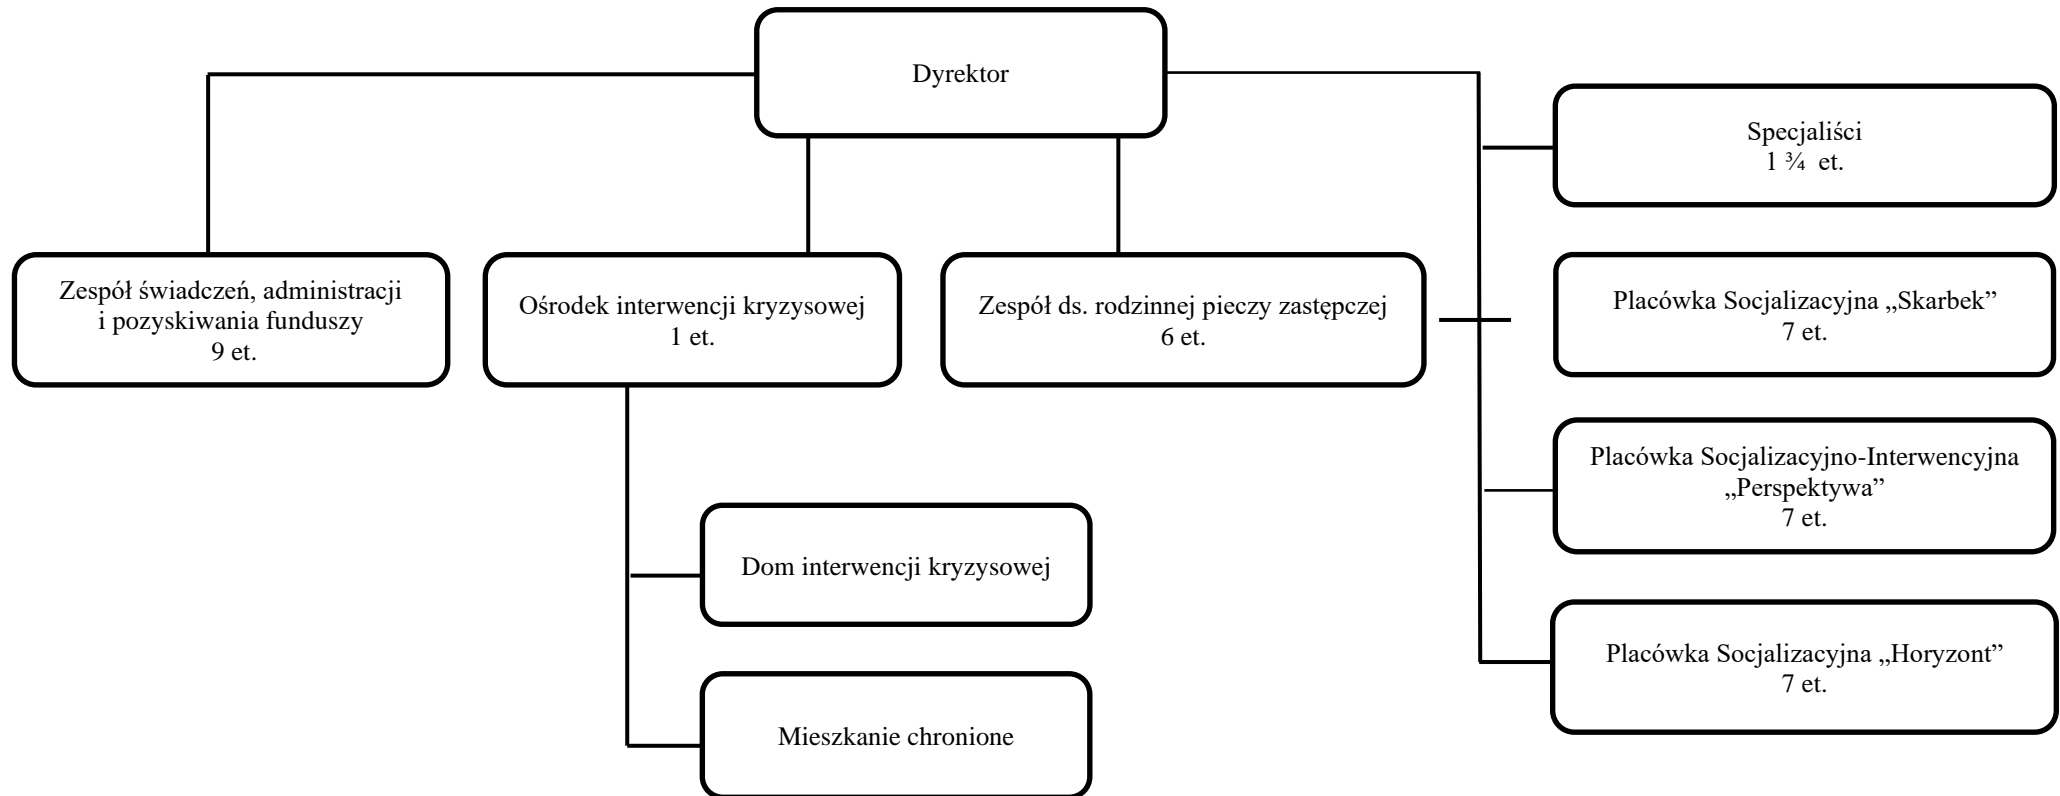 Dyrektor
Specjaliści
1 ¾ et.
Zespół świadczeń, administracji
i pozyskiwania funduszy
9 et.
Ośrodek interwencji kryzysowej
1 et.
Zespół ds. rodzinnej pieczy zastępczej
6 et.
Placówka Socjalizacyjna „Skarbek”
7 et.
Placówka Socjalizacyjno-Interwencyjna
„Perspektywa”
7 et.
Dom interwencji kryzysowej
Placówka Socjalizacyjna „Horyzont”
7 et.
Mieszkanie chronione